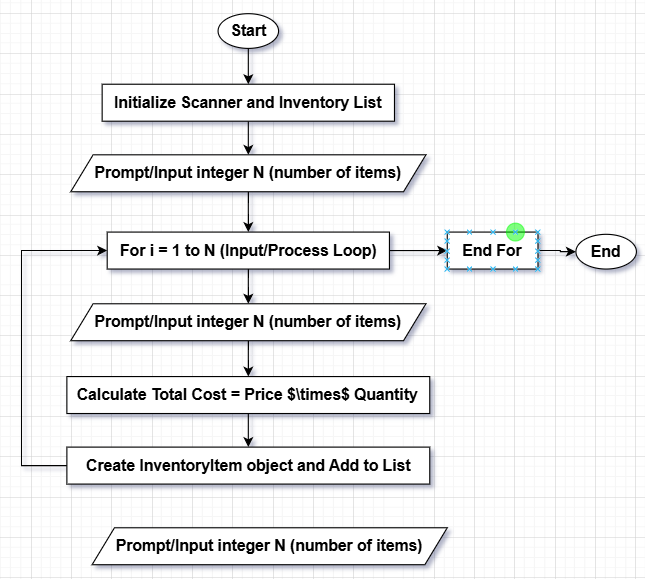 Start
Initialize Scanner and Inventory List
Prompt/Input integer N (number of items)
For i = 1 to N (Input/Process Loop)
End For
End
Prompt/Input integer N (number of items)
Calculate Total Cost = Price $\times$ Quantity
Create InventoryItem object and Add to List
Prompt/Input integer N (number of items)